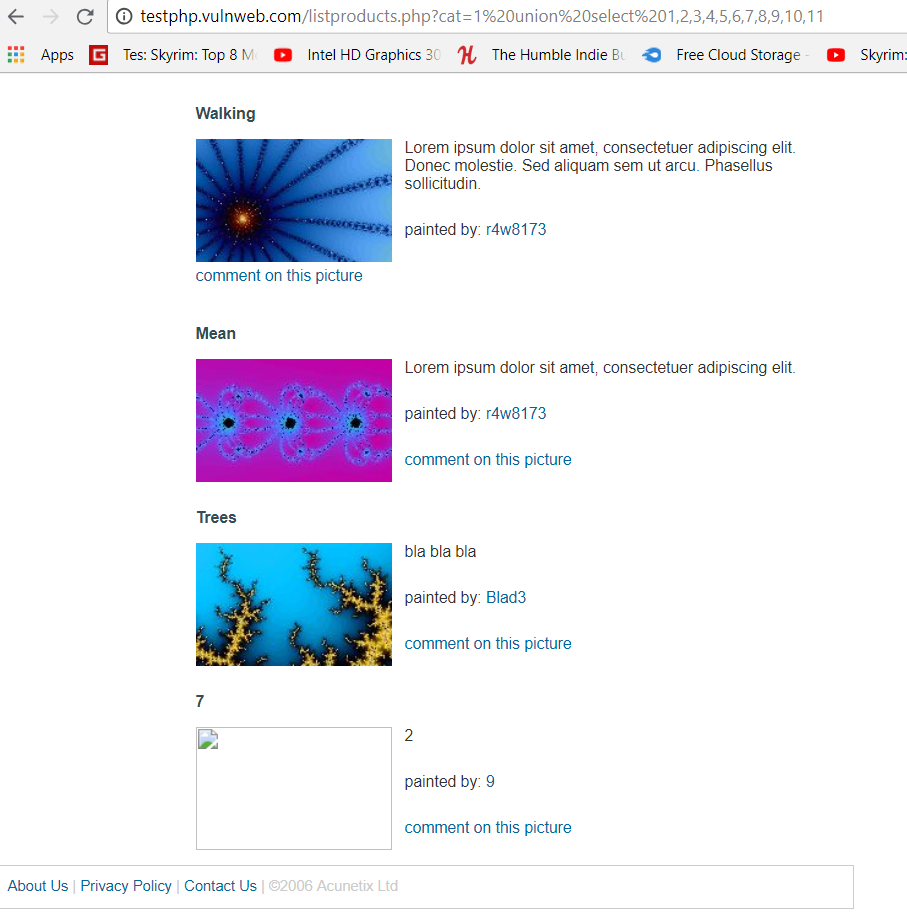 testphp.vulnweb.com/listproducts.php?cat=1%20union%20select%201,2,3,4,5,6,7,8,9,10,11
Apps Tes: Skyrim: Top 8 M Intel HD Graphics 30 The Humble Indie Bu Free Cloud Storage - Skyrim:
Walking
Lorem ipsum dolor sit amet, consectetuer adipiscing elit.
Donec molestie. Sed aliquam sem ut arcu. Phasellus
sollicitudin.
painted by: r4w8173
comment on this picture
Mean
Lorem ipsum dolor sit amet, consectetuer adipiscing elit.
painted by: r4w8173
comment on this picture
Trees
bla bla bla
painted by: Blad3
comment on this picture
7
2
painted by: 9
comment on this picture
About Us | Privacy Policy | Contact Us | ©2006 Acunetix Ltd